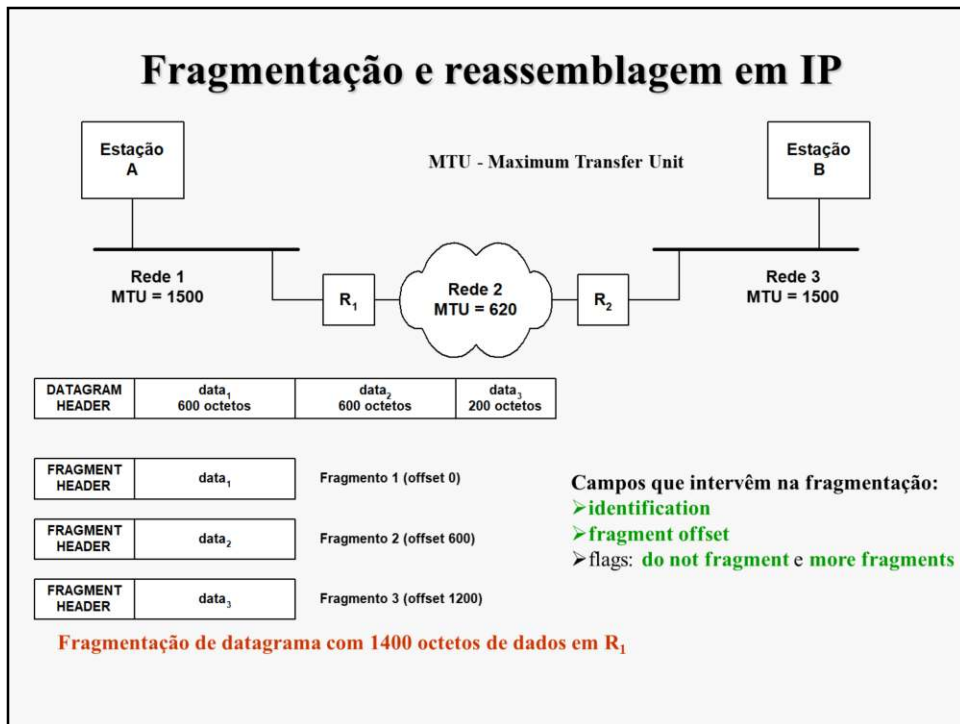 Fragmentação e reassemblagem em IP
Estação
A
MTU - Maximum Transfer Unit
Estação
B
Rede 1
MTU = 1500
R1
Rede 2
MTU = 620
R2
Rede 3
MTU = 1500
DATAGRAM
HEADER
data1
600 octetos
data2
600 octetos
data3
200 octetos
FRAGMENT
HEADER
data1
Fragmento 1 (offset 0)
FRAGMENT
HEADER
data2
Fragmento 2 (offset 600)
FRAGMENT
HEADER
data3
Fragmento 3 (offset 1200)
Campos que intervêm na fragmentação:
➢identification
➢fragment offset
➢flags: do not fragment e more fragments
Fragmentação de datagrama com 1400 octetos de dados em R1